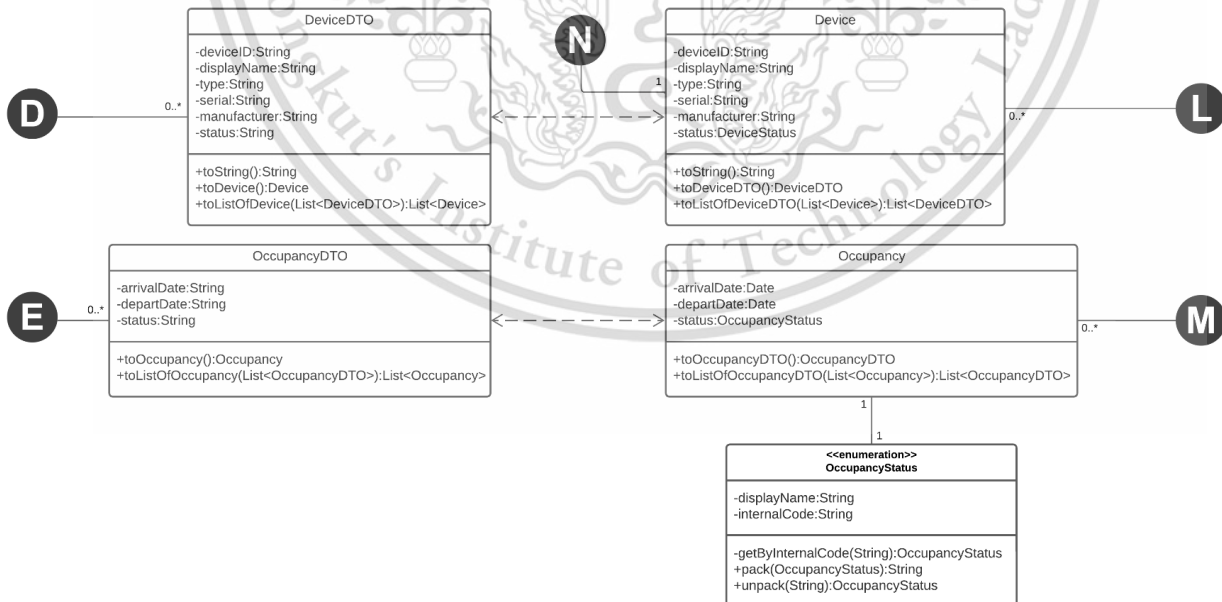 DeviceDTO
-deviceID:String
-displayName:String
-type:String
-serial:String
-manufacturer:String
-status:String
+toString():String
+toDevice():Device
+toListOfDevice(List<DeviceDTO>):List<Device>
D
0..*
N
1
Device
-deviceID:String
-displayName:String
-type:String
-serial:String
-manufacturer:String
-status:DeviceStatus
+toString():String
+toDeviceDTO():DeviceDTO
+toListOfDeviceDTO(List<Device>):List<DeviceDTO>
0..*
L
OccupancyDTO
-arrivalDate:String
-departDate:String
-status:String
+toOccupancy():Occupancy
+toListOfOccupancy(List<OccupancyDTO>):List<Occupancy>
E
0..*
Occupancy
-arrivalDate:Date
-departDate:Date
-status:OccupancyStatus
+toOccupancyDTO():OccupancyDTO
+toListOfOccupancyDTO(List<Occupancy>):List<OccupancyDTO>
0..*
M
1
1
<<enumeration>>
OccupancyStatus
-displayName:String
-internalCode:String
-getByInternalCode(String):OccupancyStatus
+pack(OccupancyStatus):String
+unpack(String):OccupancyStatus
Institute of Technology